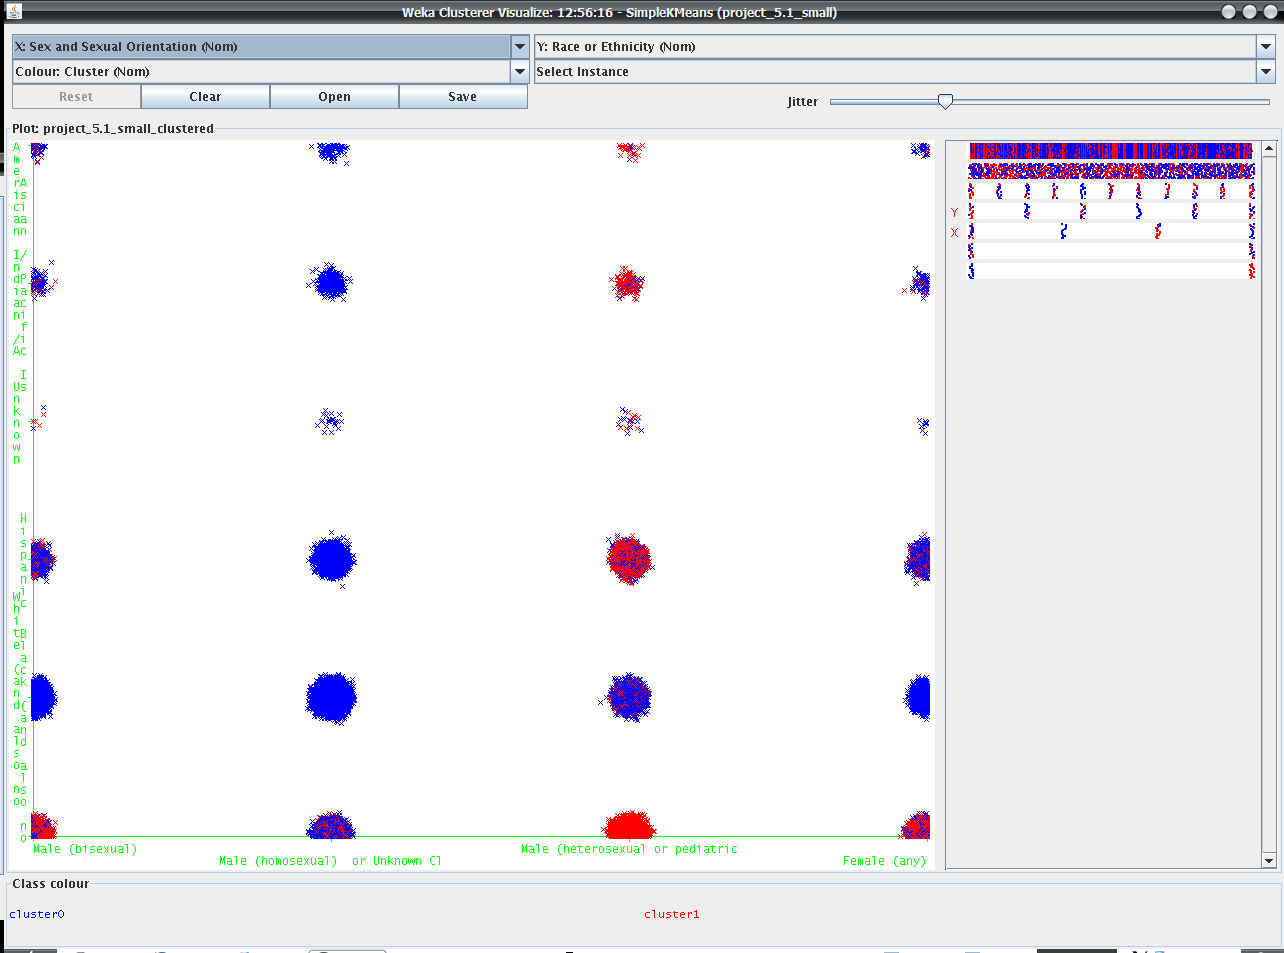 Weka Clusterer Visualize: 12:56:16 - SimpleKMeans (project_5.1_small)
X: Sex and Sexual Orientation (Nom)
Y: Race or Ethnicity (Nom)
Colour: Cluster (Nom)
Select Instance
Reset
Clear
Open
Save
Jitter
Plot: project_5.1_small_clustered
Y
X
Male (bisexual)
Male (homosexual) or Unknown Cl
Male (heterosexual or pediatric
Female (any)
Class colour
cluster0
cluster1